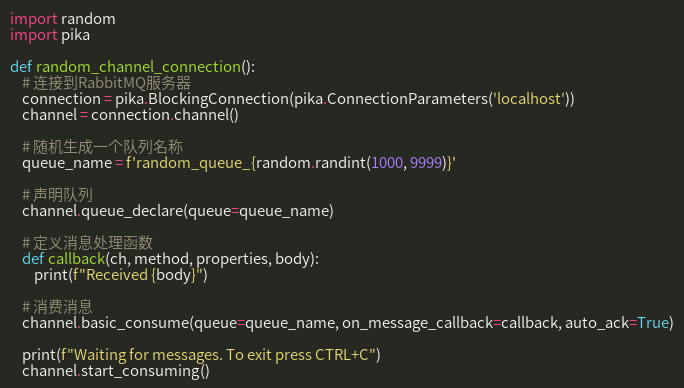 import random
import pika
def random_channel_connection():
# 连接到RabbitMQ服务器
connection = pika.BlockingConnection(pika.ConnectionParameters('localhost'))
channel = connection.channel()
# 随机生成一个队列名称
queue_name = f'random_queue_{random.randint(1000, 9999)}'
# 声明队列
channel.queue_declare(queue=queue_name)
# 定义消息处理函数
def callback(ch, method, properties, body):
print(f"Received {body}")
# 消费消息
channel.basic_consume(queue=queue_name, on_message_callback=callback, auto_ack=True)
print(f"Waiting for messages. To exit press CTRL+C")
channel.start_consuming()